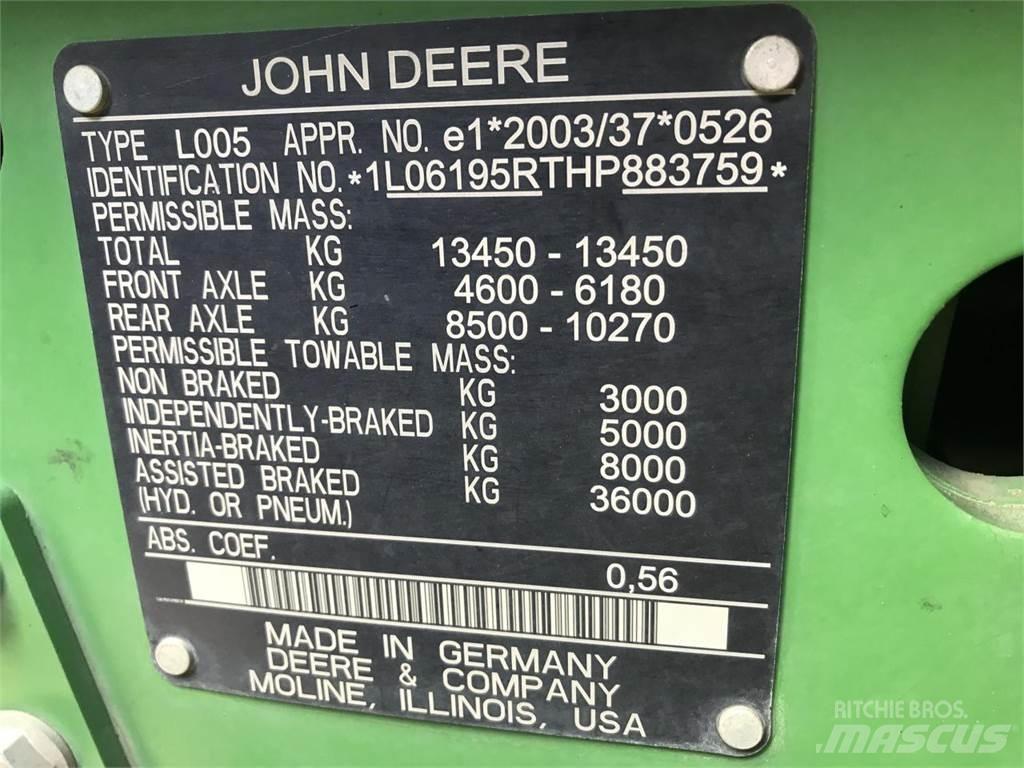 JOHN DEERE
TYPE L005 APPR. NO. e1*2003/37*0526
IDENTIFICATION NO. *1L06195RTHP883759*
PERMISSIBLE MASS:
TOTAL KG 13450 - 13450
FRONT AXLE KG 4600 - 6180
REAR AXLE KG 8500 - 10270
PERMISSIBLE TOWABLE MASS:
NON BRAKED KG 3000
INDEPENDENTLY-BRAKED KG 5000
INERTIA-BRAKED KG 8000
ASSISTED BRAKED KG 36000
(HYD. OR PNEUM.)
ABS. COEF. 0,56
MADE IN GERMANY
DEERE & COMPANY
MOLINE, ILLINOIS, USA
RITCHIE BROS.
MASCUS